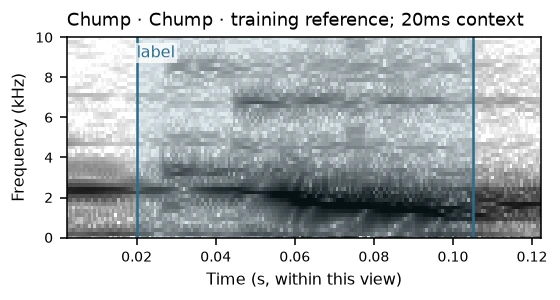 Chump · Chump · training reference; 20ms context
label
Frequency (kHz)
10
8
6
4
2
0
0.02 0.04 0.06 0.08 0.10 0.12
Time (s, within this view)